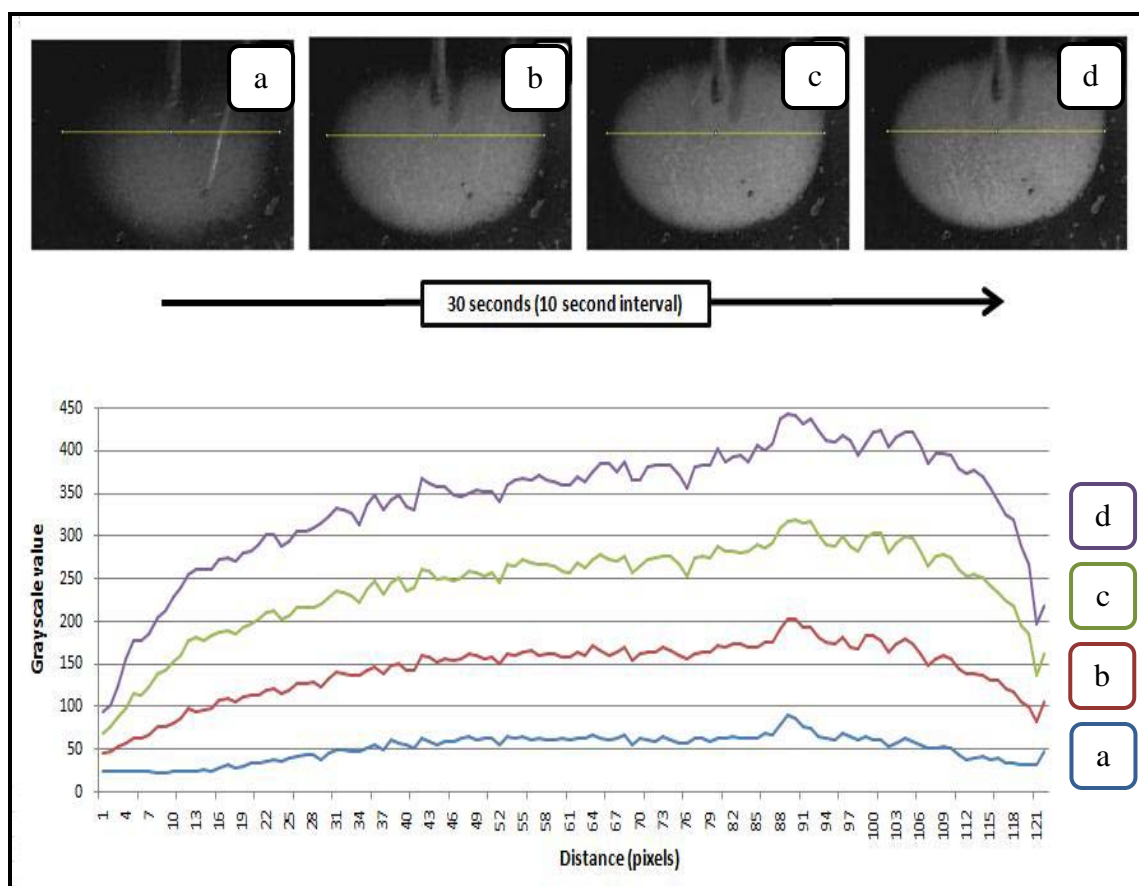 a b c d
30 seconds (10 second interval)
450
400
350
300
250
200
150
100
50
0
Grayscale value
1 4 7 10 13 16 19 22 25 28 31 34 37 40 43 46 49 52 55 58 61 64 67 70 73 76 79 82 85 88 91 94 97 100 103 106 109 112 115 118 121
Distance (pixels)
d
c
b
a